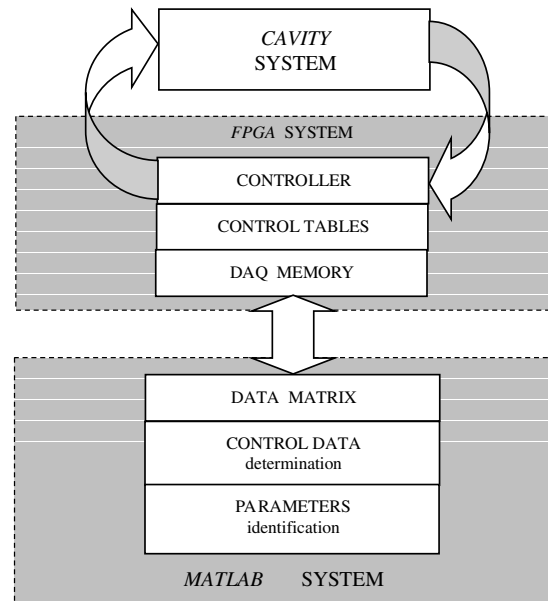 CAVITY
SYSTEM
FPGA SYSTEM
CONTROLLER
CONTROL TABLES
DAQ MEMORY
DATA MATRIX
CONTROL DATA
determination
PARAMETERS
identification
MATLAB SYSTEM